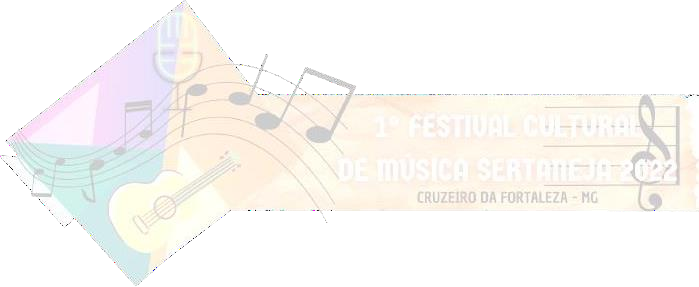 1º FESTIVAL CULTURAL
DE MÚSICA SERTANEJA 2022
CRUZEIRO DA FORTALEZA - MG